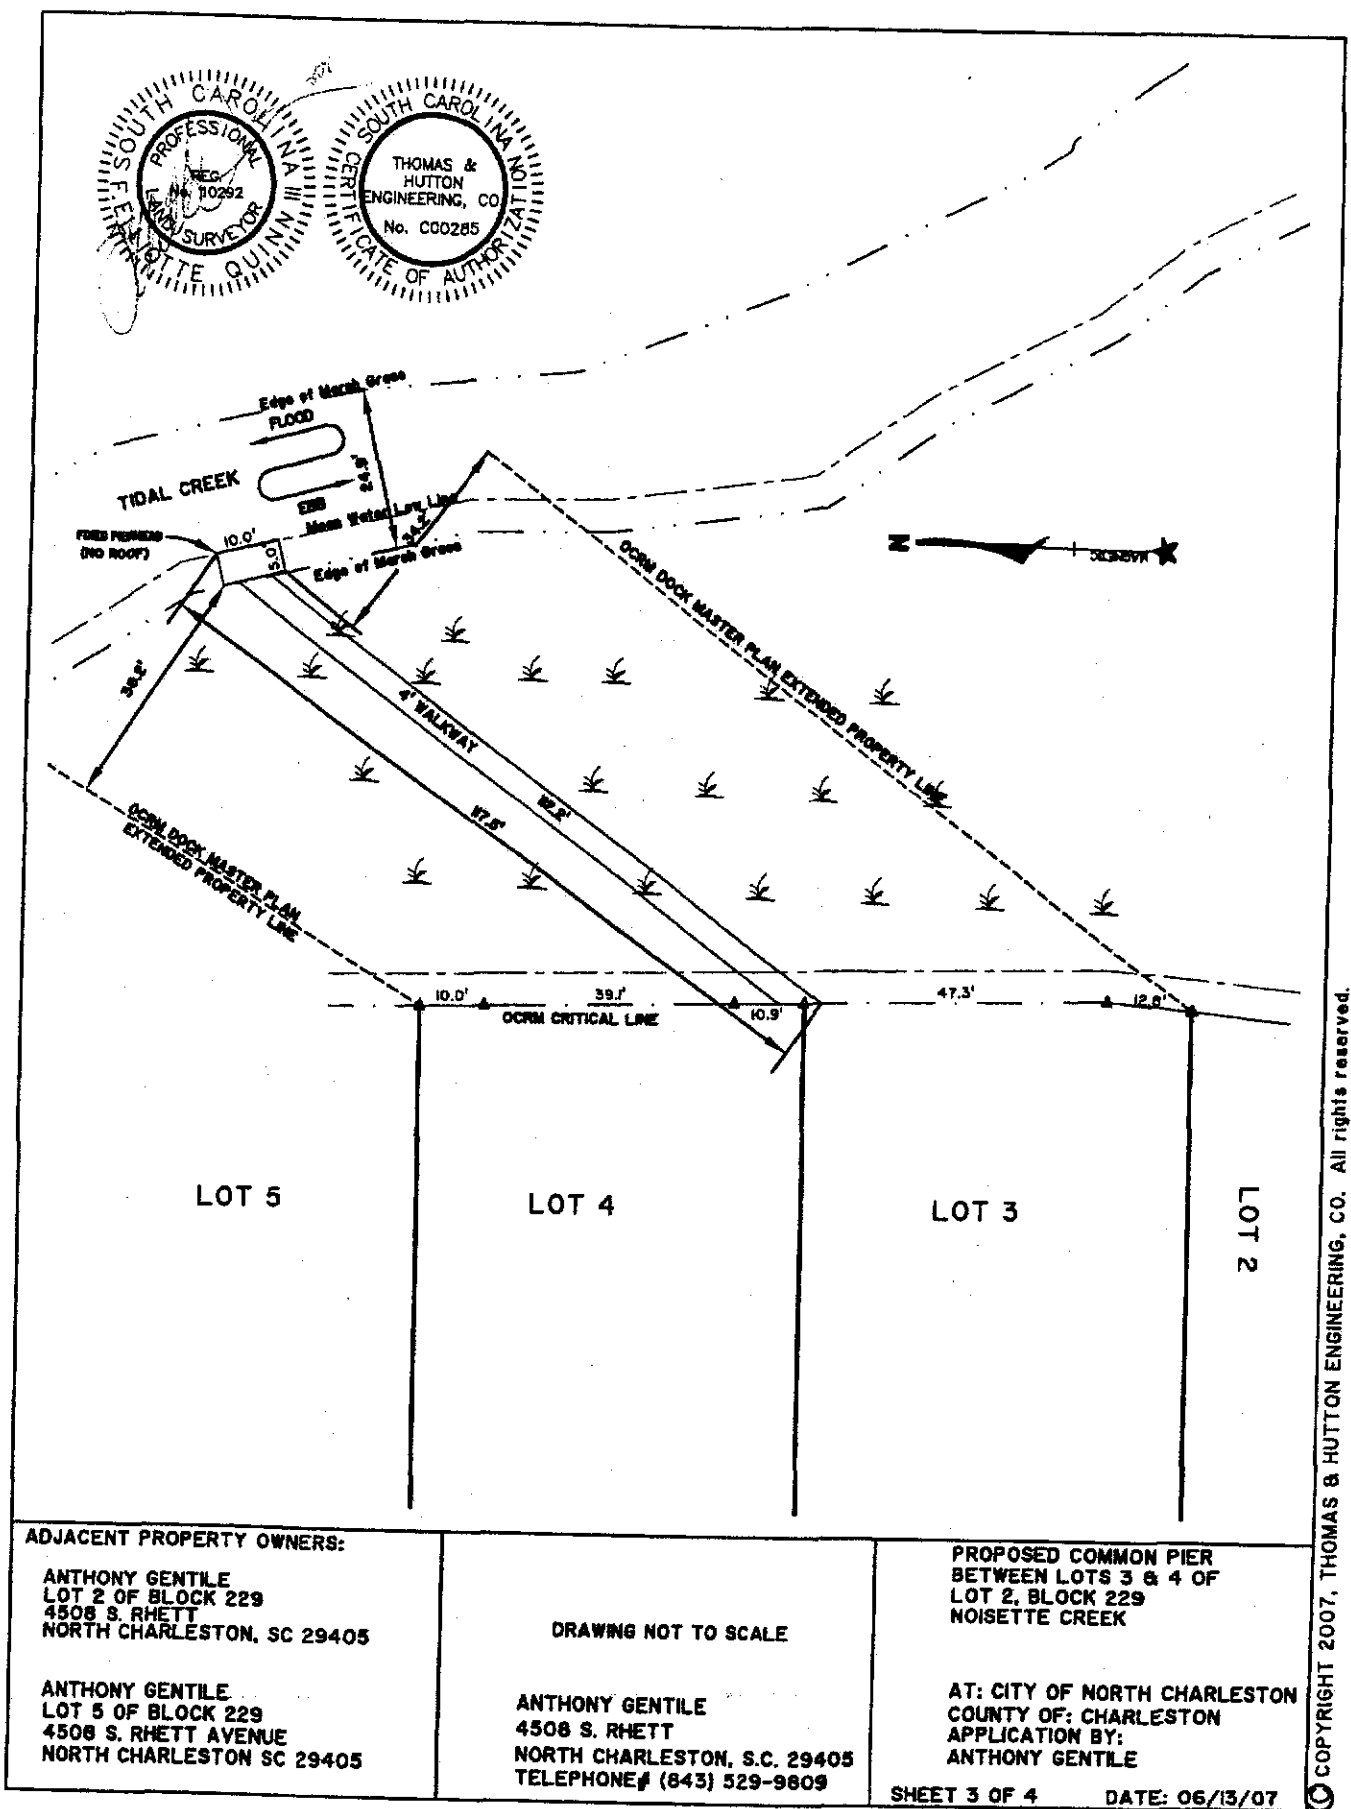 SOUTH CAROLINA
F. ELLIOTTE QUINN III
PROFESSIONAL
LAND SURVEYOR
REG.
No. 10292
SOUTH CAROLINA
CERTIFICATE OF AUTHORIZATION
THOMAS &
HUTTON
ENGINEERING, CO
No. C00285
Edge of Marsh Grass
FLOOD
TIDAL CREEK
EBB
24.9'
Mean Water Low Line
34.2'
FIXED PIERHEAD
(NO ROOF)
10.0'
5.0'
Edge of Marsh Grass
N
MAGNETIC
OCRM DOCK MASTER PLAN EXTENDED PROPERTY LINE
4' WALKWAY
112.2'
117.5'
OCRM DOCK MASTER PLAN
EXTENDED PROPERTY LINE
10.0'
39.1'
10.9'
47.3'
OCRM CRITICAL LINE
LOT 5
LOT 4
LOT 3
LOT 2
ADJACENT PROPERTY OWNERS:
ANTHONY GENTILE
LOT 2 OF BLOCK 229
4508 S. RHETT
NORTH CHARLESTON, SC 29405
ANTHONY GENTILE
LOT 5 OF BLOCK 229
4508 S. RHETT AVENUE
NORTH CHARLESTON SC 29405
DRAWING NOT TO SCALE
ANTHONY GENTILE
4508 S. RHETT
NORTH CHARLESTON, S.C. 29405
TELEPHONE# (843) 529-9809
PROPOSED COMMON PIER
BETWEEN LOTS 3 & 4 OF
LOT 2, BLOCK 229
NOISETTE CREEK
AT: CITY OF NORTH CHARLESTON
COUNTY OF: CHARLESTON
APPLICATION BY:
ANTHONY GENTILE
SHEET 3 OF 4 DATE: 06/13/07
© COPYRIGHT 2007, THOMAS & HUTTON ENGINEERING, CO. All rights reserved.